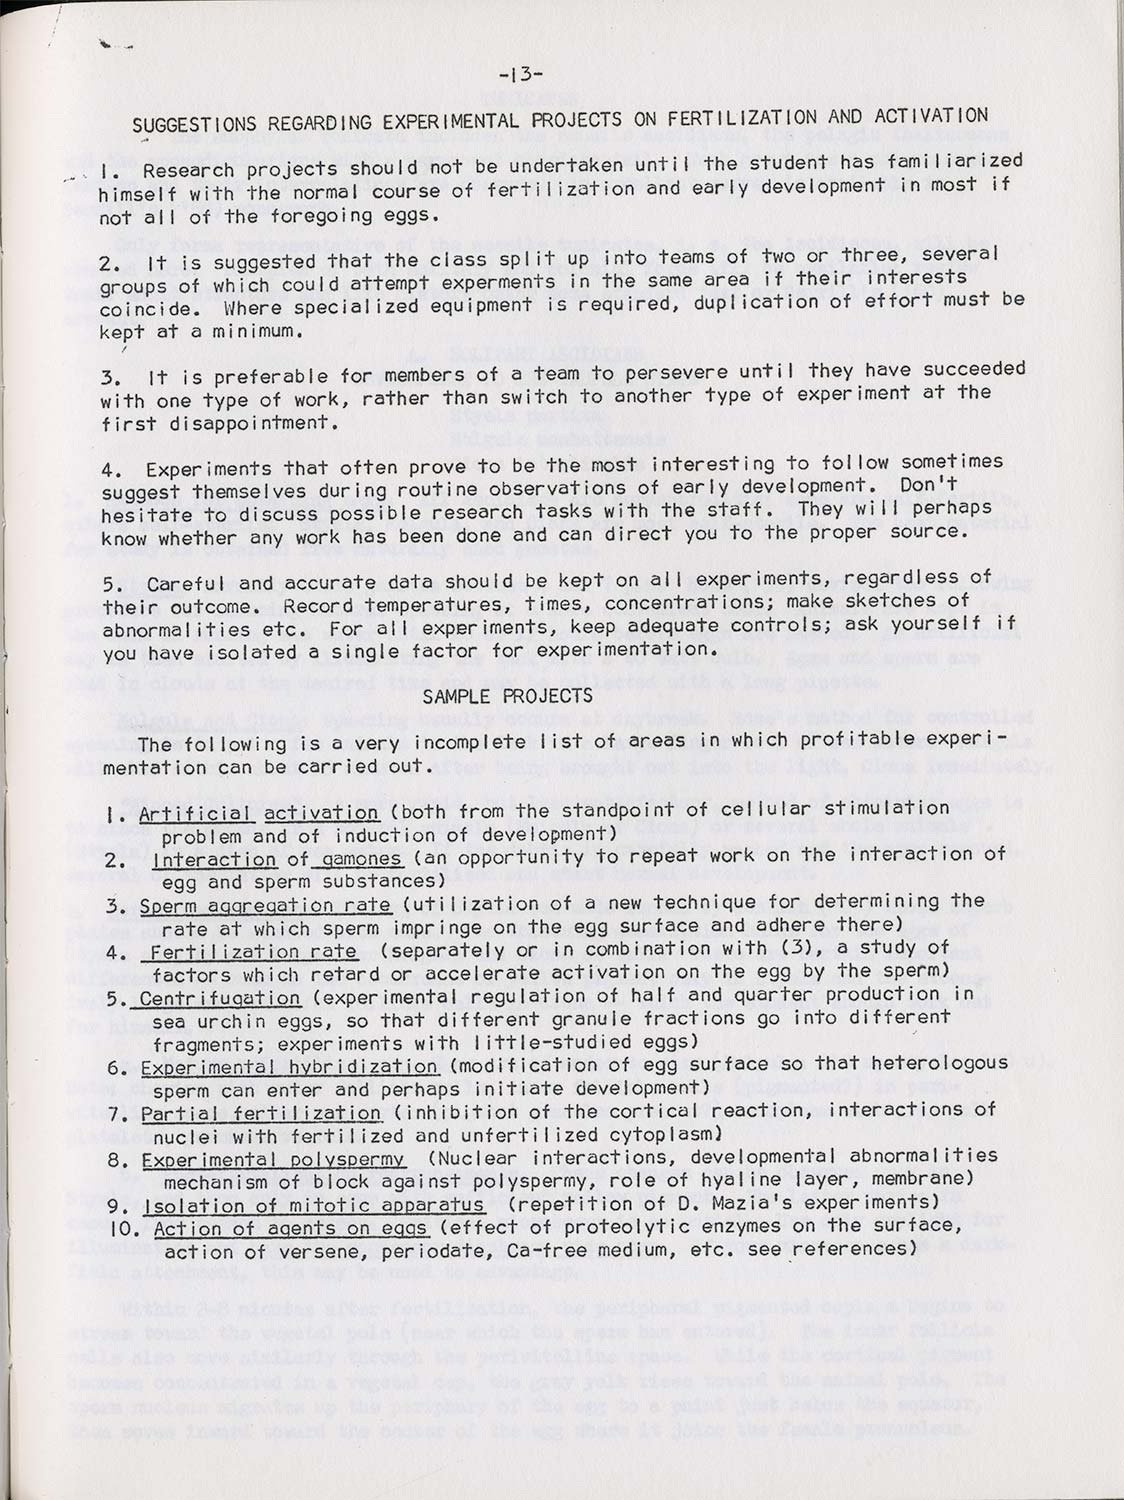 -13-
SUGGESTIONS REGARDING EXPERIMENTAL PROJECTS ON FERTILIZATION AND ACTIVATION
1. Research projects should not be undertaken until the student has familiarized
himself with the normal course of fertilization and early development in most if
not all of the foregoing eggs.
2. It is suggested that the class split up into teams of two or three, several
groups of which could attempt experments in the same area if their interests
coincide. Where specialized equipment is required, duplication of effort must be
kept at a minimum.
3. It is preferable for members of a team to persevere until they have succeeded
with one type of work, rather than switch to another type of experiment at the
first disappointment.
4. Experiments that often prove to be the most interesting to follow sometimes
suggest themselves during routine observations of early development. Don't
hesitate to discuss possible research tasks with the staff. They will perhaps
know whether any work has been done and can direct you to the proper source.
5. Careful and accurate data should be kept on all experiments, regardless of
their outcome. Record temperatures, times, concentrations; make sketches of
abnormalities etc. For all experiments, keep adequate controls; ask yourself if
you have isolated a single factor for experimentation.
SAMPLE PROJECTS
The following is a very incomplete list of areas in which profitable experi-
mentation can be carried out.
1. Artificial activation (both from the standpoint of cellular stimulation
problem and of induction of development)
2. Interaction of gamones (an opportunity to repeat work on the interaction of
egg and sperm substances)
3. Sperm aggregation rate (utilization of a new technique for determining the
rate at which sperm impringe on the egg surface and adhere there)
4. Fertilization rate (separately or in combination with (3), a study of
factors which retard or accelerate activation on the egg by the sperm)
5. Centrifugation (experimental regulation of half and quarter production in
sea urchin eggs, so that different granule fractions go into different
fragments; experiments with little-studied eggs)
6. Experimental hybridization (modification of egg surface so that heterologous
sperm can enter and perhaps initiate development)
7. Partial fertilization (inhibition of the cortical reaction, interactions of
nuclei with fertilized and unfertilized cytoplasm)
8. Experimental polyspermy (Nuclear interactions, developmental abnormalities
mechanism of block against polyspermy, role of hyaline layer, membrane)
9. Isolation of mitotic apparatus (repetition of D. Mazia's experiments)
10. Action of agents on eggs (effect of proteolytic enzymes on the surface,
action of versene, periodate, Ca-free medium, etc. see references)